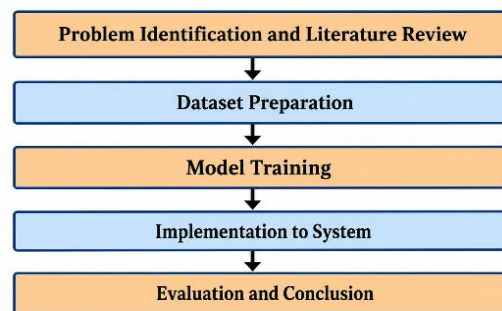 Problem Identification and Literature Review
Dataset Preparation
Model Training
Implementation to System
Evaluation and Conclusion